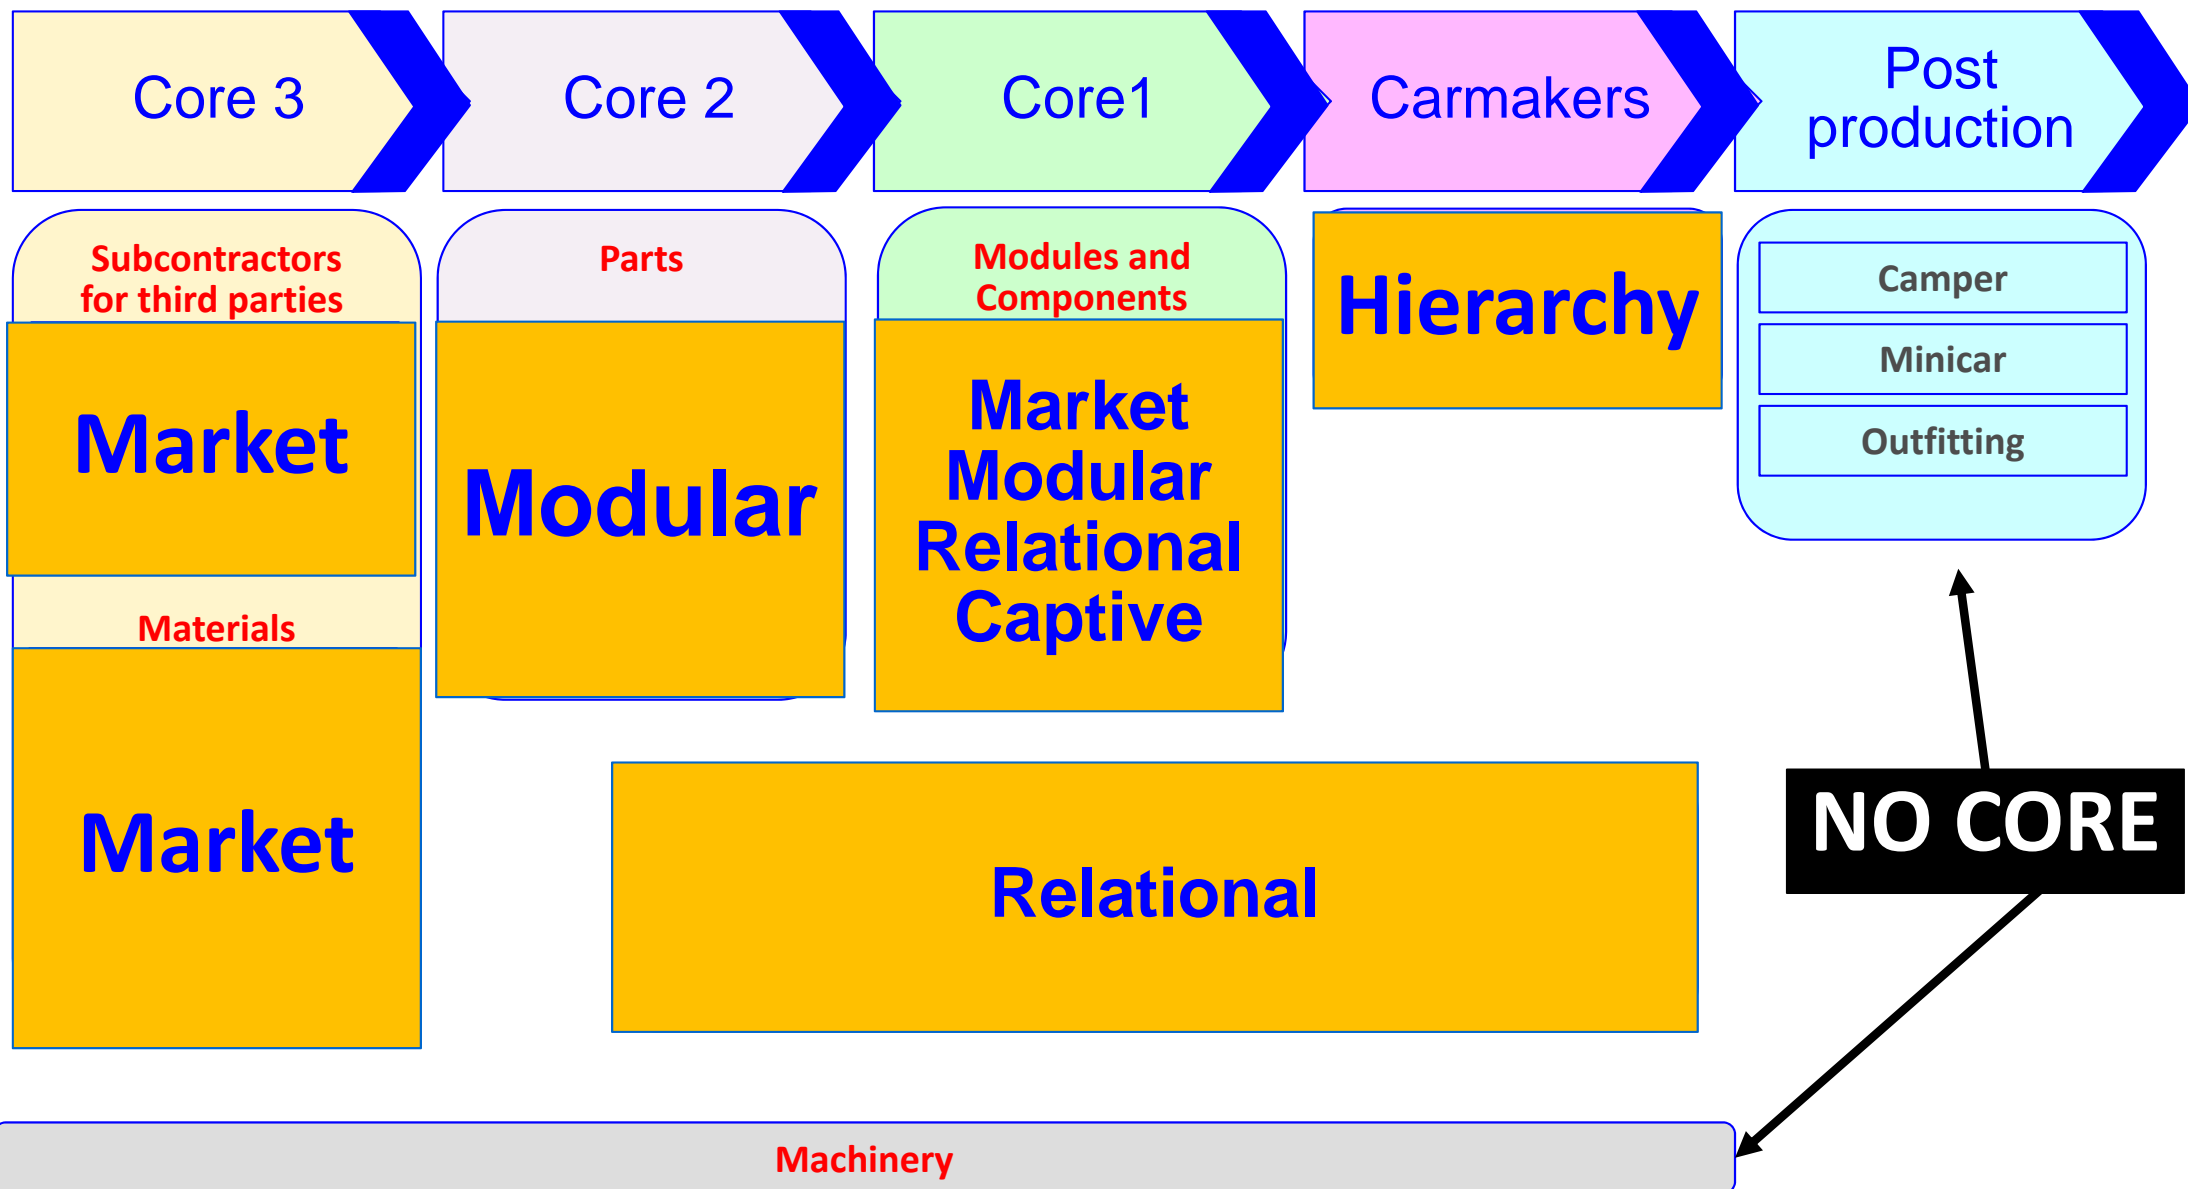 Core 3
Core 2
Core1
Carmakers
Post
production
Subcontractors
for third parties
Market
Materials
Market
Parts
Modular
Modules and
Components
Market
Modular
Relational
Captive
Hierarchy
Camper
Minicar
Outfitting
Relational
NO CORE
Machinery